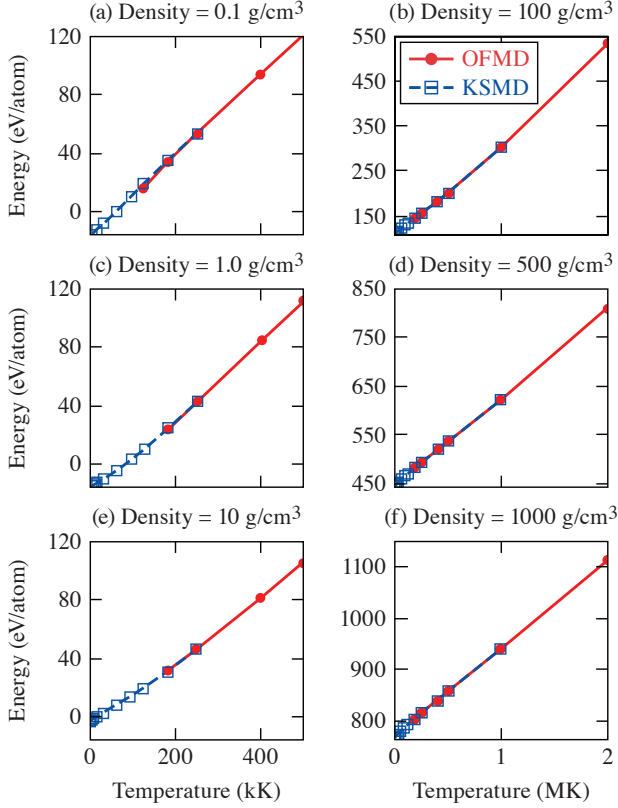 (a) Density = 0.1 g/cm³
Energy (eV/atom)
120
80
40
0
(b) Density = 100 g/cm³
550
450
350
250
150
OFMD
KSMD
(c) Density = 1.0 g/cm³
Energy (eV/atom)
120
80
40
0
(d) Density = 500 g/cm³
850
750
650
550
450
(e) Density = 10 g/cm³
Energy (eV/atom)
120
80
40
0
0 200 400
Temperature (kK)
(f) Density = 1000 g/cm³
1100
1000
900
800
0 1 2
Temperature (MK)